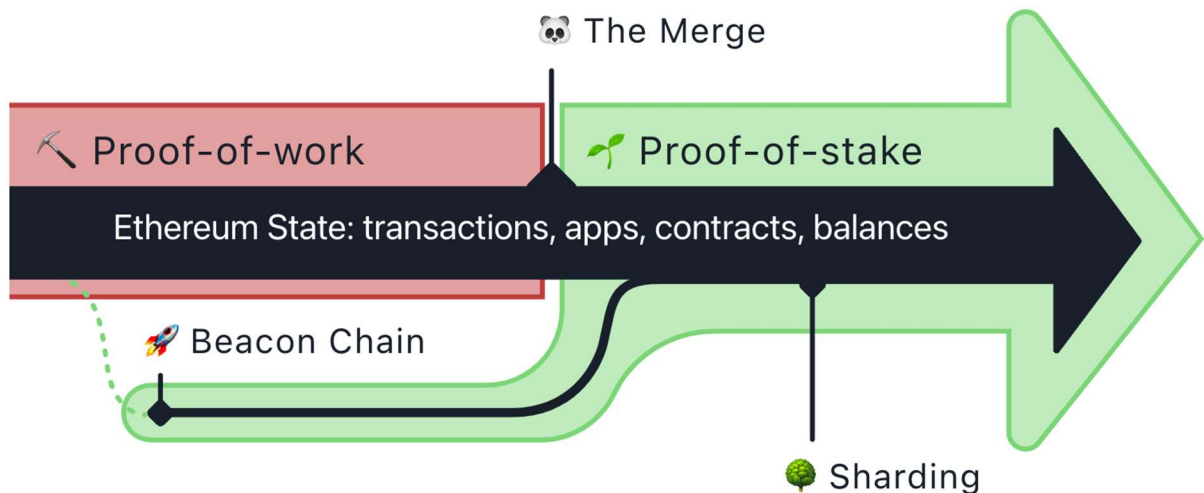 🐼 The Merge
⛏️ Proof-of-work
🌱 Proof-of-stake
Ethereum State: transactions, apps, contracts, balances
🚀 Beacon Chain
🌳 Sharding